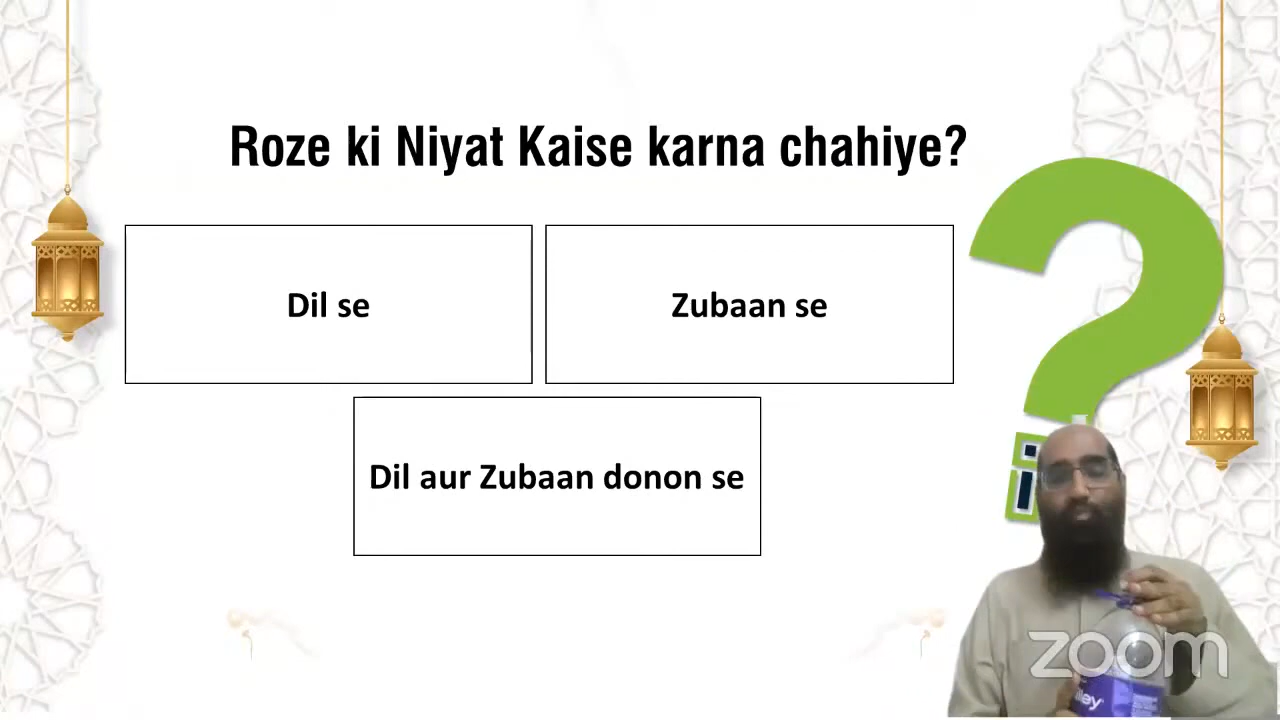 Roze ki Niyat Kaise karna chahiye?
Dil se
Zubaan se
Dil aur Zubaan donon se
zoom